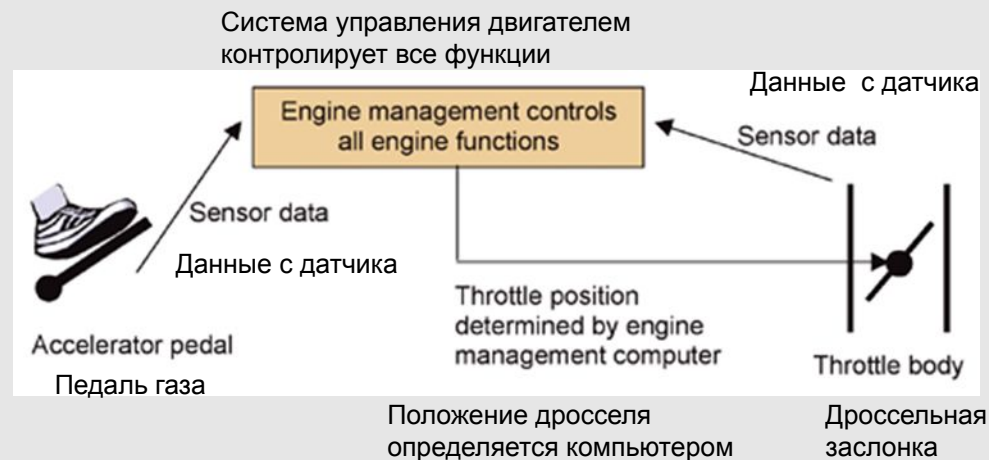 Система управления двигателем
контролирует все функции
Данные с датчика
Engine management controls
all engine functions
Sensor data
Sensor data
Данные с датчика
Throttle position
determined by engine
management computer
Accelerator pedal
Throttle body
Педаль газа
Положение дросселя
определяется компьютером
Дроссельная
заслонка